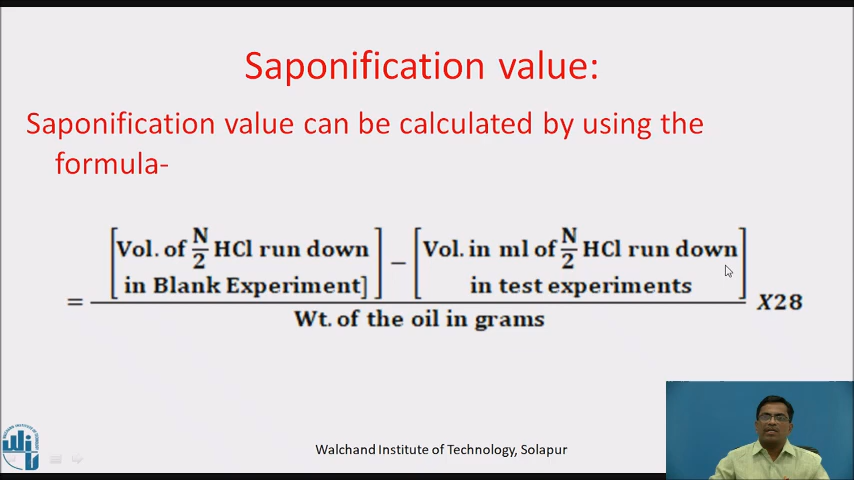 Saponification value:
Saponification value can be calculated by using the
formula-
[Vol. of N/2 HCl run down in Blank Experiment]] − [Vol. in ml of N/2 HCl run down in test experiments]
=
X28
Wt. of the oil in grams
Walchand Institute of Technology, Solapur